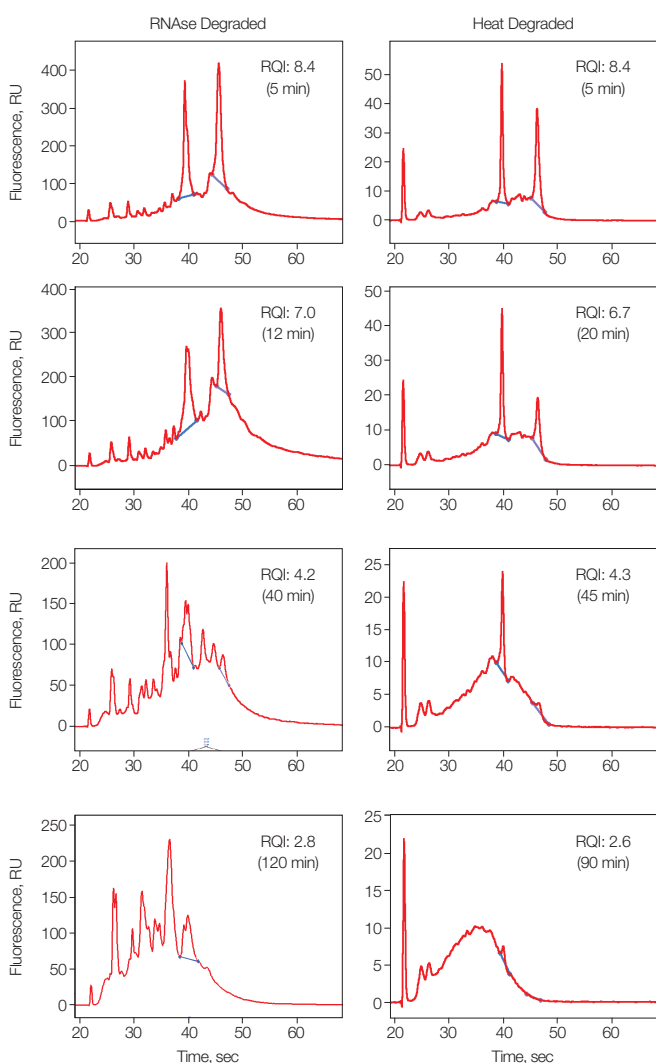 RNAse Degraded
Heat Degraded
Fluorescence, RU
400
300
200
100
0
20 30 40 50 60
RQI: 8.4
(5 min)
50
40
30
20
10
0
20 30 40 50 60
RQI: 8.4
(5 min)
Fluorescence, RU
400
300
200
100
0
20 30 40 50 60
RQI: 7.0
(12 min)
50
40
30
20
10
0
20 30 40 50 60
RQI: 6.7
(20 min)
Fluorescence, RU
200
150
100
50
0
20 30 40 50 60
RQI: 4.2
(40 min)
25
20
15
10
5
0
20 30 40 50 60
RQI: 4.3
(45 min)
Fluorescence, RU
250
200
150
100
50
0
20 30 40 50 60
RQI: 2.8
(120 min)
Time, sec
25
20
15
10
5
0
20 30 40 50 60
RQI: 2.6
(90 min)
Time, sec